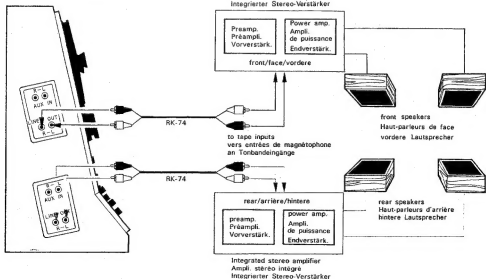 Integrierter Stereo-Verstärker
Preamp.
Préampli.
Vorverstärk.
Power amp.
Ampli.
de puissance
Endverstärk.
front/face/vordere
R-L
AUX IN
LINE OUT
R-L
RK-74
to tape inputs
vers entrées de magnétophone
an Tonbandeingänge
front speakers
Haut-parleurs de face
vordere Lautsprecher
R-L
AUX IN
LINE OUT
R-L
RK-74
rear/arrière/hintere
preamp.
Préampli.
Vorverstärk.
power amp.
Ampli.
de puissance
Endverstärk.
rear speakers
Haut-parleurs d'arrière
hintere Lautsprecher
Integrated stereo amplifier
Ampli. stéréo intégré
Integrierter Stereo-Verstärker